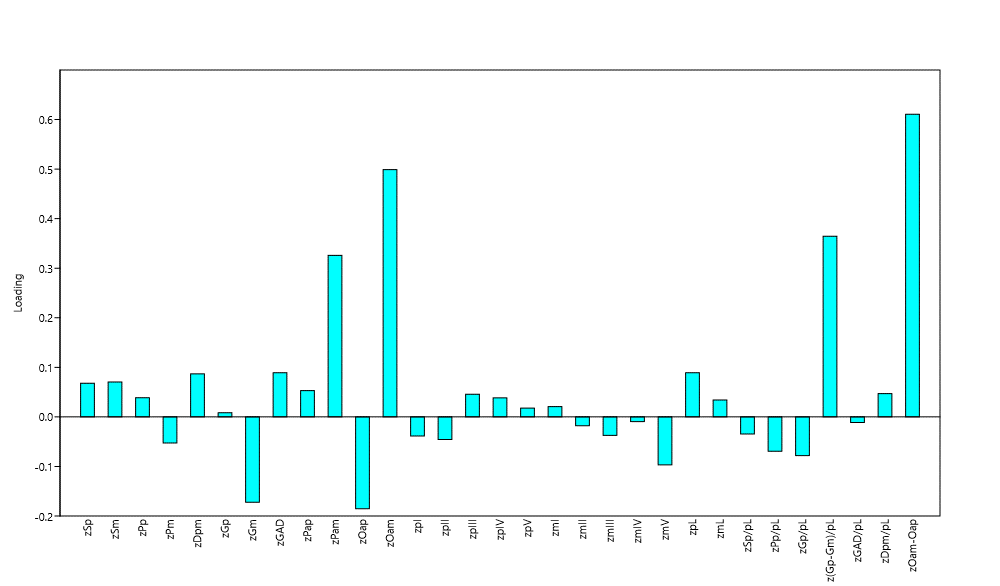 0.6
0.5
0.4
0.3
0.2
0.1
0.0
-0.1
-0.2
Loading
zSp
zSm
zPp
zPm
zDpm
zGp
zGm
zGAD
zPap
zPam
zOap
zOam
zpI
zpII
zpIII
zpIV
zpV
zmI
zmII
zmIII
zmIV
zmV
zpL
zmL
zSp/pL
zPp/pL
zGp/pL
z(Gp-Gm)/pL
zGAD/pL
zDpm/pL
zOam-Oap